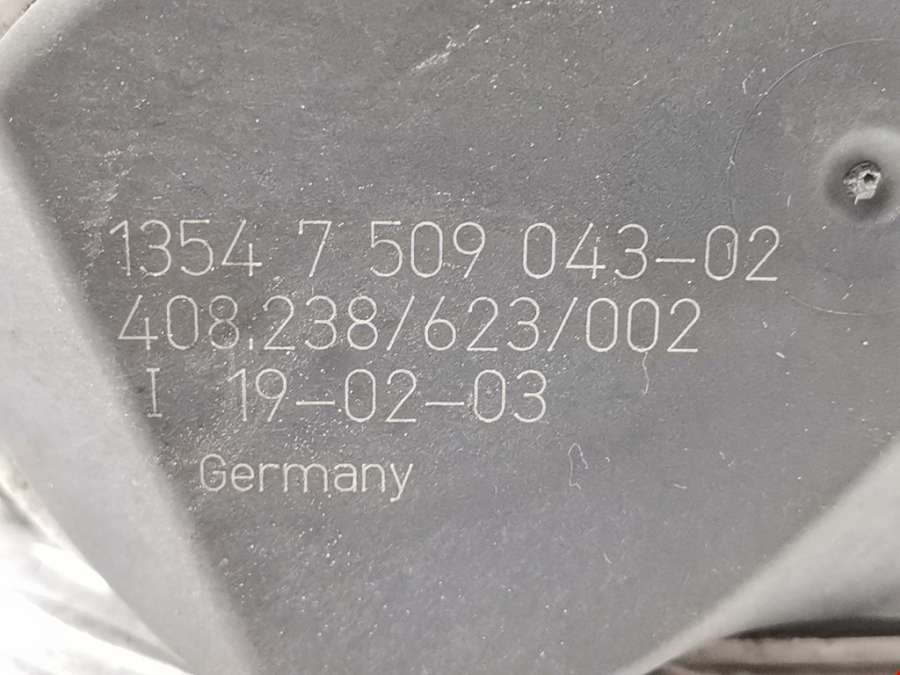 1354 7 509 043-02
408.238/623/002
I 19-02-03
Germany